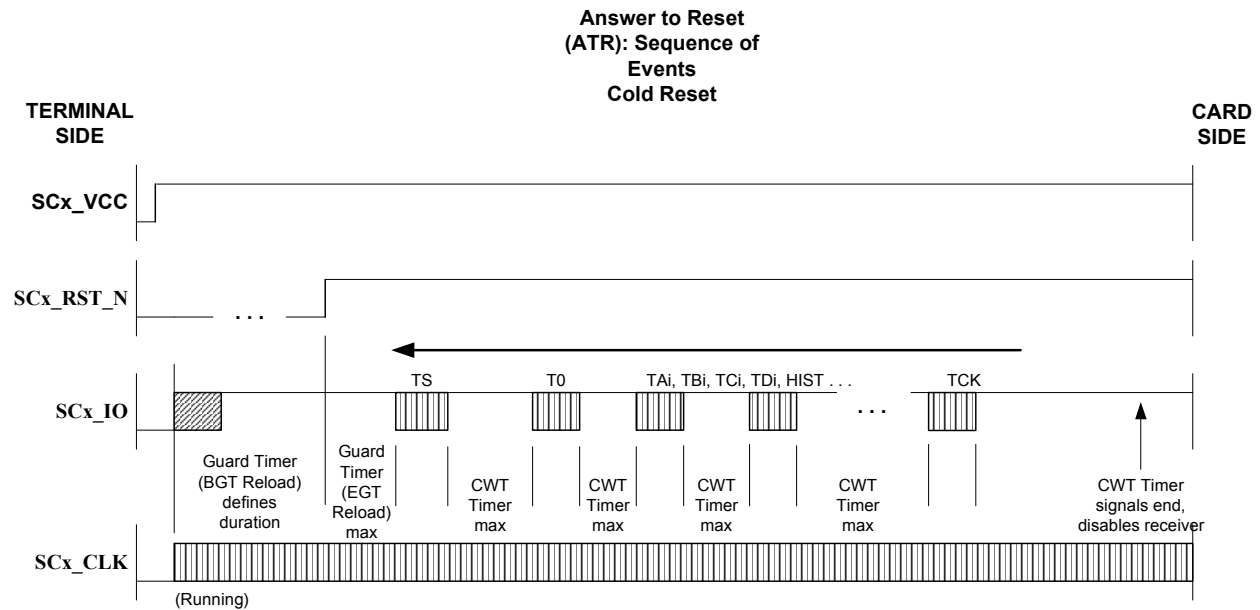 Answer to Reset
(ATR): Sequence of
Events
Cold Reset
TERMINAL
SIDE
CARD
SIDE
SCx_VCC
SCx_RST_N
. . .
TS
T0
TAi, TBi, TCi, TDi, HIST . . .
TCK
SCx_IO
. . .
Guard Timer
(BGT Reload)
defines
duration
Guard
Timer
(EGT
Reload)
max
CWT
Timer
max
CWT
Timer
max
CWT
Timer
max
CWT
Timer
max
CWT Timer
signals end,
disables receiver
SCx_CLK
(Running)